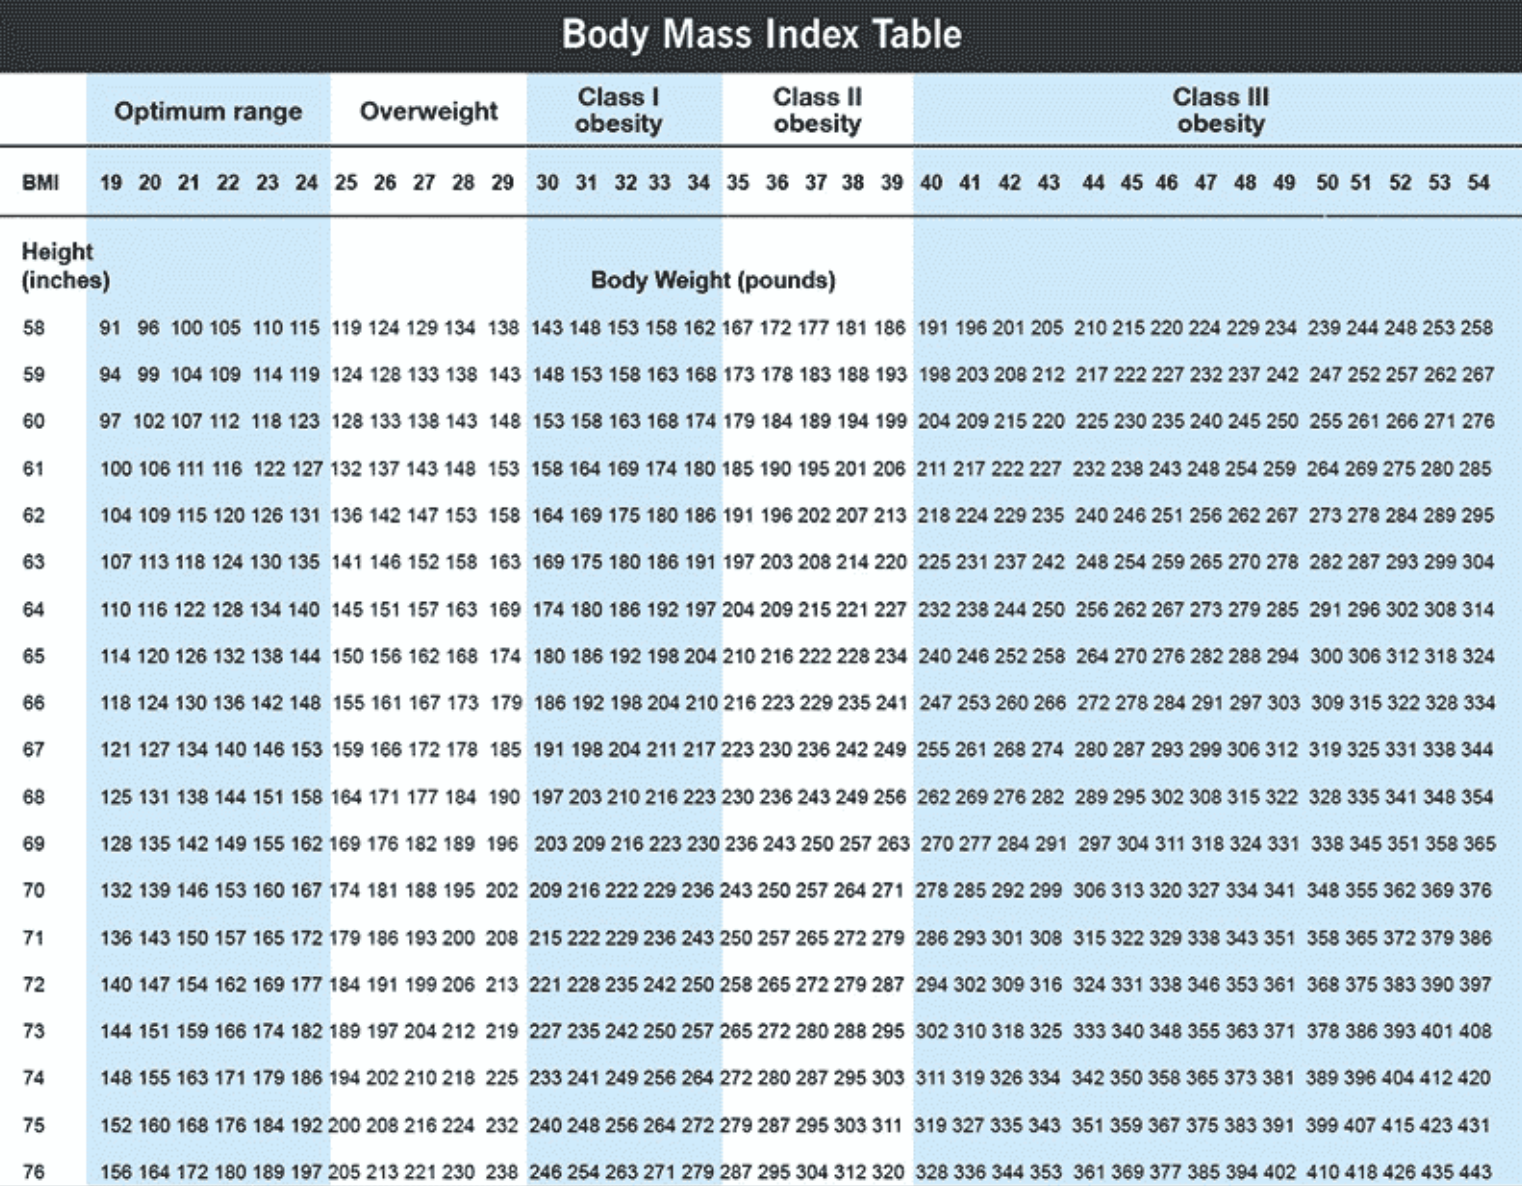 Body Mass Index Table
Optimum range Overweight Class I obesity Class II obesity Class III obesity
BMI 19 20 21 22 23 24 25 26 27 28 29 30 31 32 33 34 35 36 37 38 39 40 41 42 43 44 45 46 47 48 49 50 51 52 53 54
Height (inches) Body Weight (pounds)
58 91 96 100 105 110 115 119 124 129 134 138 143 148 153 158 162 167 172 177 181 186 191 196 201 205 210 215 220 224 229 234 239 244 248 253 258
59 94 99 104 109 114 119 124 128 133 138 143 148 153 158 163 168 173 178 183 188 193 198 203 208 212 217 222 227 232 237 242 247 252 257 262 267
60 97 102 107 112 118 123 128 133 138 143 148 153 158 163 168 174 179 184 189 194 199 204 209 215 220 225 230 235 240 245 250 255 261 266 271 276
61 100 106 111 116 122 127 132 137 143 148 153 158 164 169 174 180 185 190 195 201 206 211 217 222 227 232 238 243 248 254 259 264 269 275 280 285
62 104 109 115 120 126 131 136 142 147 153 158 164 169 175 180 186 191 196 202 207 213 218 224 229 235 240 246 251 256 262 267 273 278 284 289 295
63 107 113 118 124 130 135 141 146 152 158 163 169 175 180 186 191 197 203 208 214 220 225 231 237 242 248 254 259 265 270 278 282 287 293 299 304
64 110 116 122 128 134 140 145 151 157 163 169 174 180 186 192 197 204 209 215 221 227 232 238 244 250 256 262 267 273 279 285 291 296 302 308 314
65 114 120 126 132 138 144 150 156 162 168 174 180 186 192 198 204 210 216 222 228 234 240 246 252 258 264 270 276 282 288 294 300 306 312 318 324
66 118 124 130 136 142 148 155 161 167 173 179 186 192 198 204 210 216 223 229 235 241 247 253 260 266 272 278 284 291 297 303 309 315 322 328 334
67 121 127 134 140 146 153 159 166 172 178 185 191 198 204 211 217 223 230 236 242 249 255 261 268 274 280 287 293 299 306 312 319 325 331 338 344
68 125 131 138 144 151 158 164 171 177 184 190 197 203 210 216 223 230 236 243 249 256 262 269 276 282 289 295 302 308 315 322 328 335 341 348 354
69 128 135 142 149 155 162 169 176 182 189 196 203 209 216 223 230 236 243 250 257 263 270 277 284 291 297 304 311 318 324 331 338 345 351 358 365
70 132 139 146 153 160 167 174 181 188 195 202 209 216 222 229 236 243 250 257 264 271 278 285 292 299 306 313 320 327 334 341 348 355 362 369 376
71 136 143 150 157 165 172 179 186 193 200 208 215 222 229 236 243 250 257 265 272 279 286 293 301 308 315 322 329 338 343 351 358 365 372 379 386
72 140 147 154 162 169 177 184 191 199 206 213 221 228 235 242 250 258 265 272 279 287 294 302 309 316 324 331 338 346 353 361 368 375 383 390 397
73 144 151 159 166 174 182 189 197 204 212 219 227 235 242 250 257 265 272 280 288 295 302 310 318 325 333 340 348 355 363 371 378 386 393 401 408
74 148 155 163 171 179 186 194 202 210 218 225 233 241 249 256 264 272 280 287 295 303 311 319 326 334 342 350 358 365 373 381 389 396 404 412 420
75 152 160 168 176 184 192 200 208 216 224 232 240 248 256 264 272 279 287 295 303 311 319 327 335 343 351 359 367 375 383 391 399 407 415 423 431
76 156 164 172 180 189 197 205 213 221 230 238 246 254 263 271 279 287 295 304 312 320 328 336 344 353 361 369 377 385 394 402 410 418 426 435 443